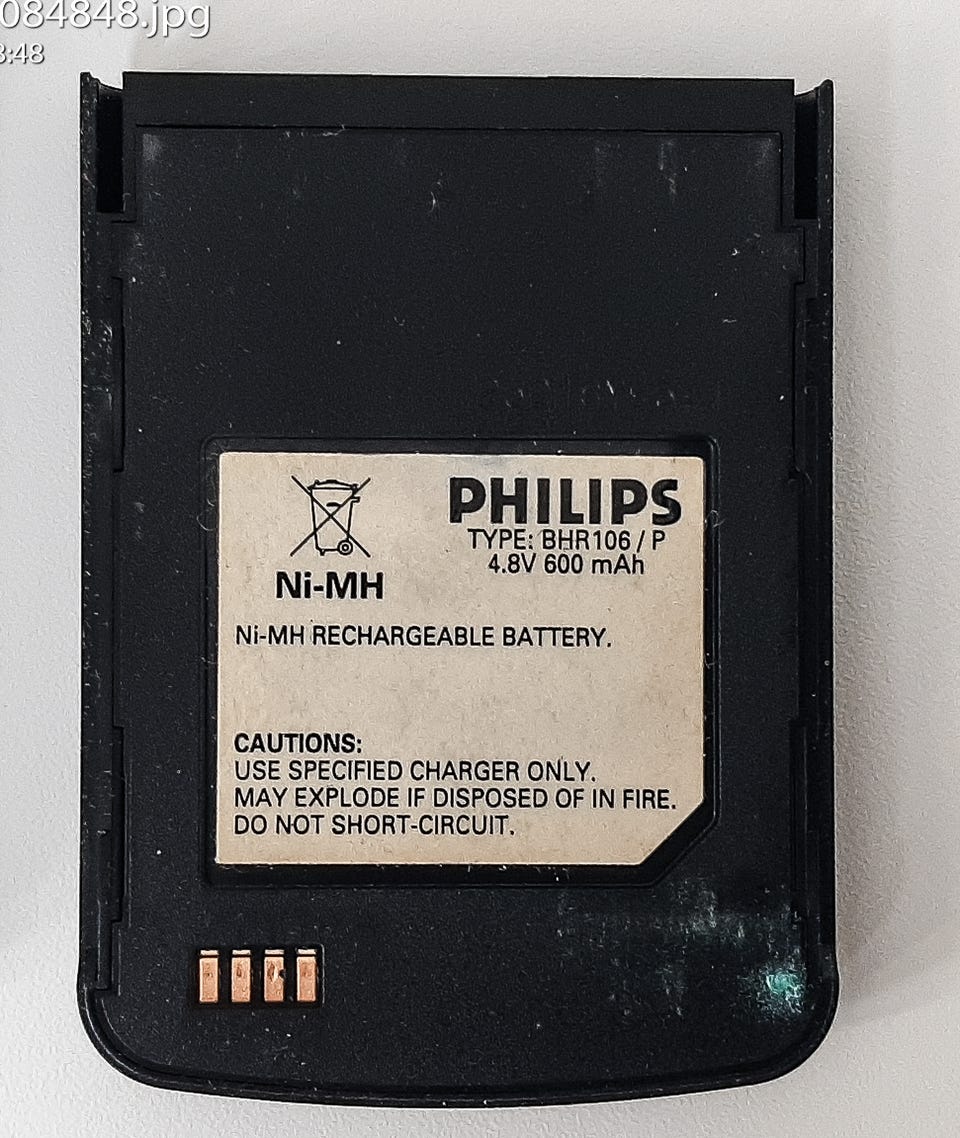 084848.jpg
:48
PHILIPS
TYPE: BHR106 / P
4.8V 600 mAh
Ni-MH
Ni-MH RECHARGEABLE BATTERY.
CAUTIONS:
USE SPECIFIED CHARGER ONLY.
MAY EXPLODE IF DISPOSED OF IN FIRE.
DO NOT SHORT-CIRCUIT.